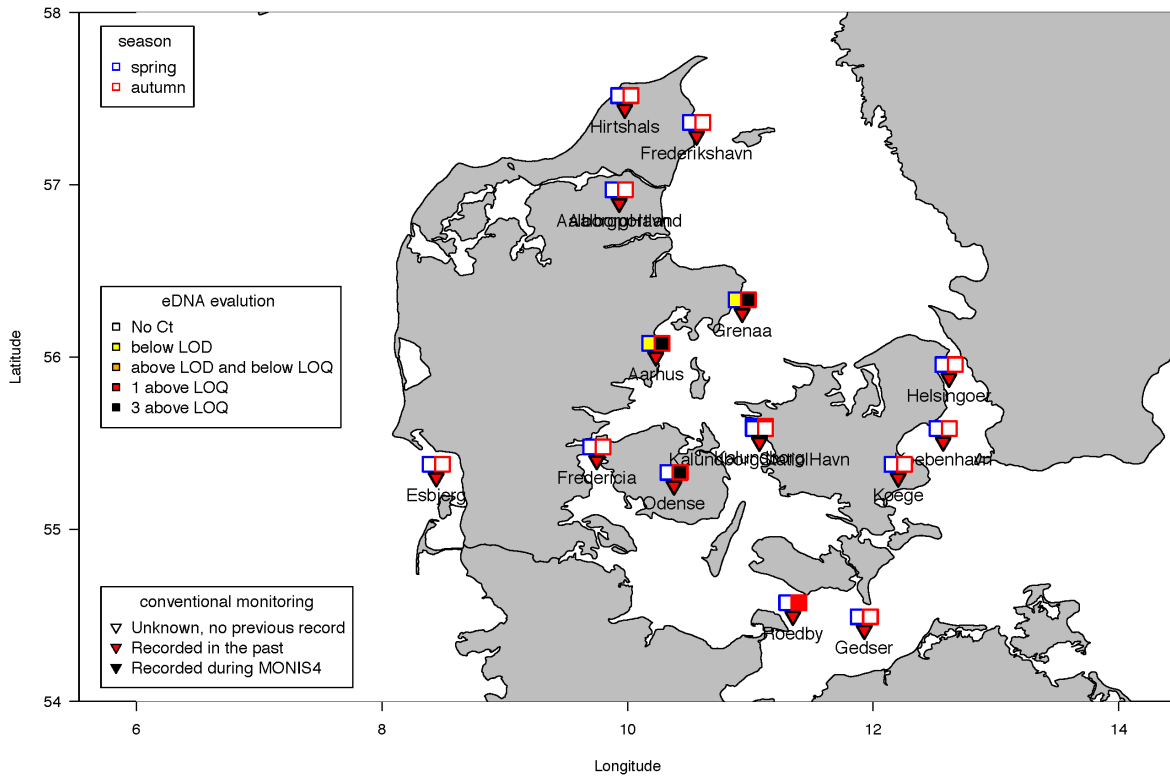 58
57
56
55
54
6
8
10
12
14
Latitude
Longitude
season
spring
autumn
eDNA evalution
No Ct
below LOD
above LOD and below LOQ
1 above LOQ
3 above LOQ
conventional monitoring
Unknown, no previous record
Recorded in the past
Recorded during MONIS4
Hirtshals
Frederikshavn
Grenaa
Aarhus
Helsingoer
Fredericia
Esbjerg
Odense
Koege
Roedby
Gedser